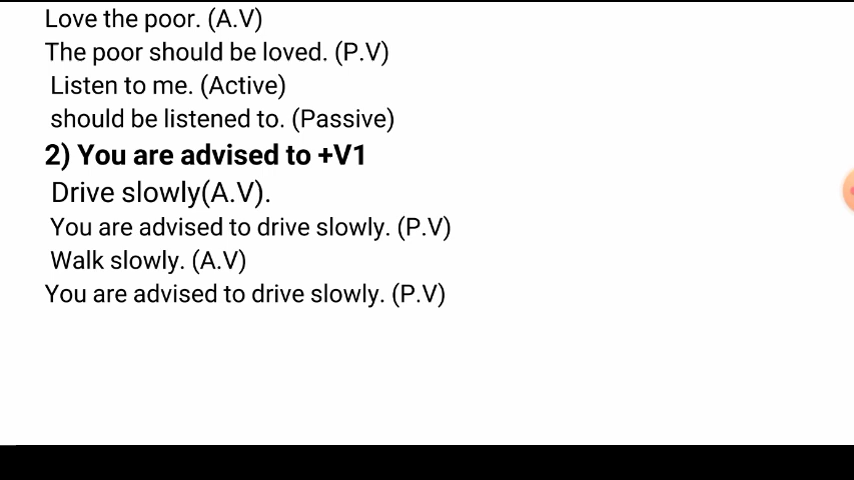 Love the poor. (A.V)
The poor should be loved. (P.V)
Listen to me. (Active)
should be listened to. (Passive)
2) You are advised to +V1
Drive slowly(A.V).
You are advised to drive slowly. (P.V)
Walk slowly. (A.V)
You are advised to drive slowly. (P.V)